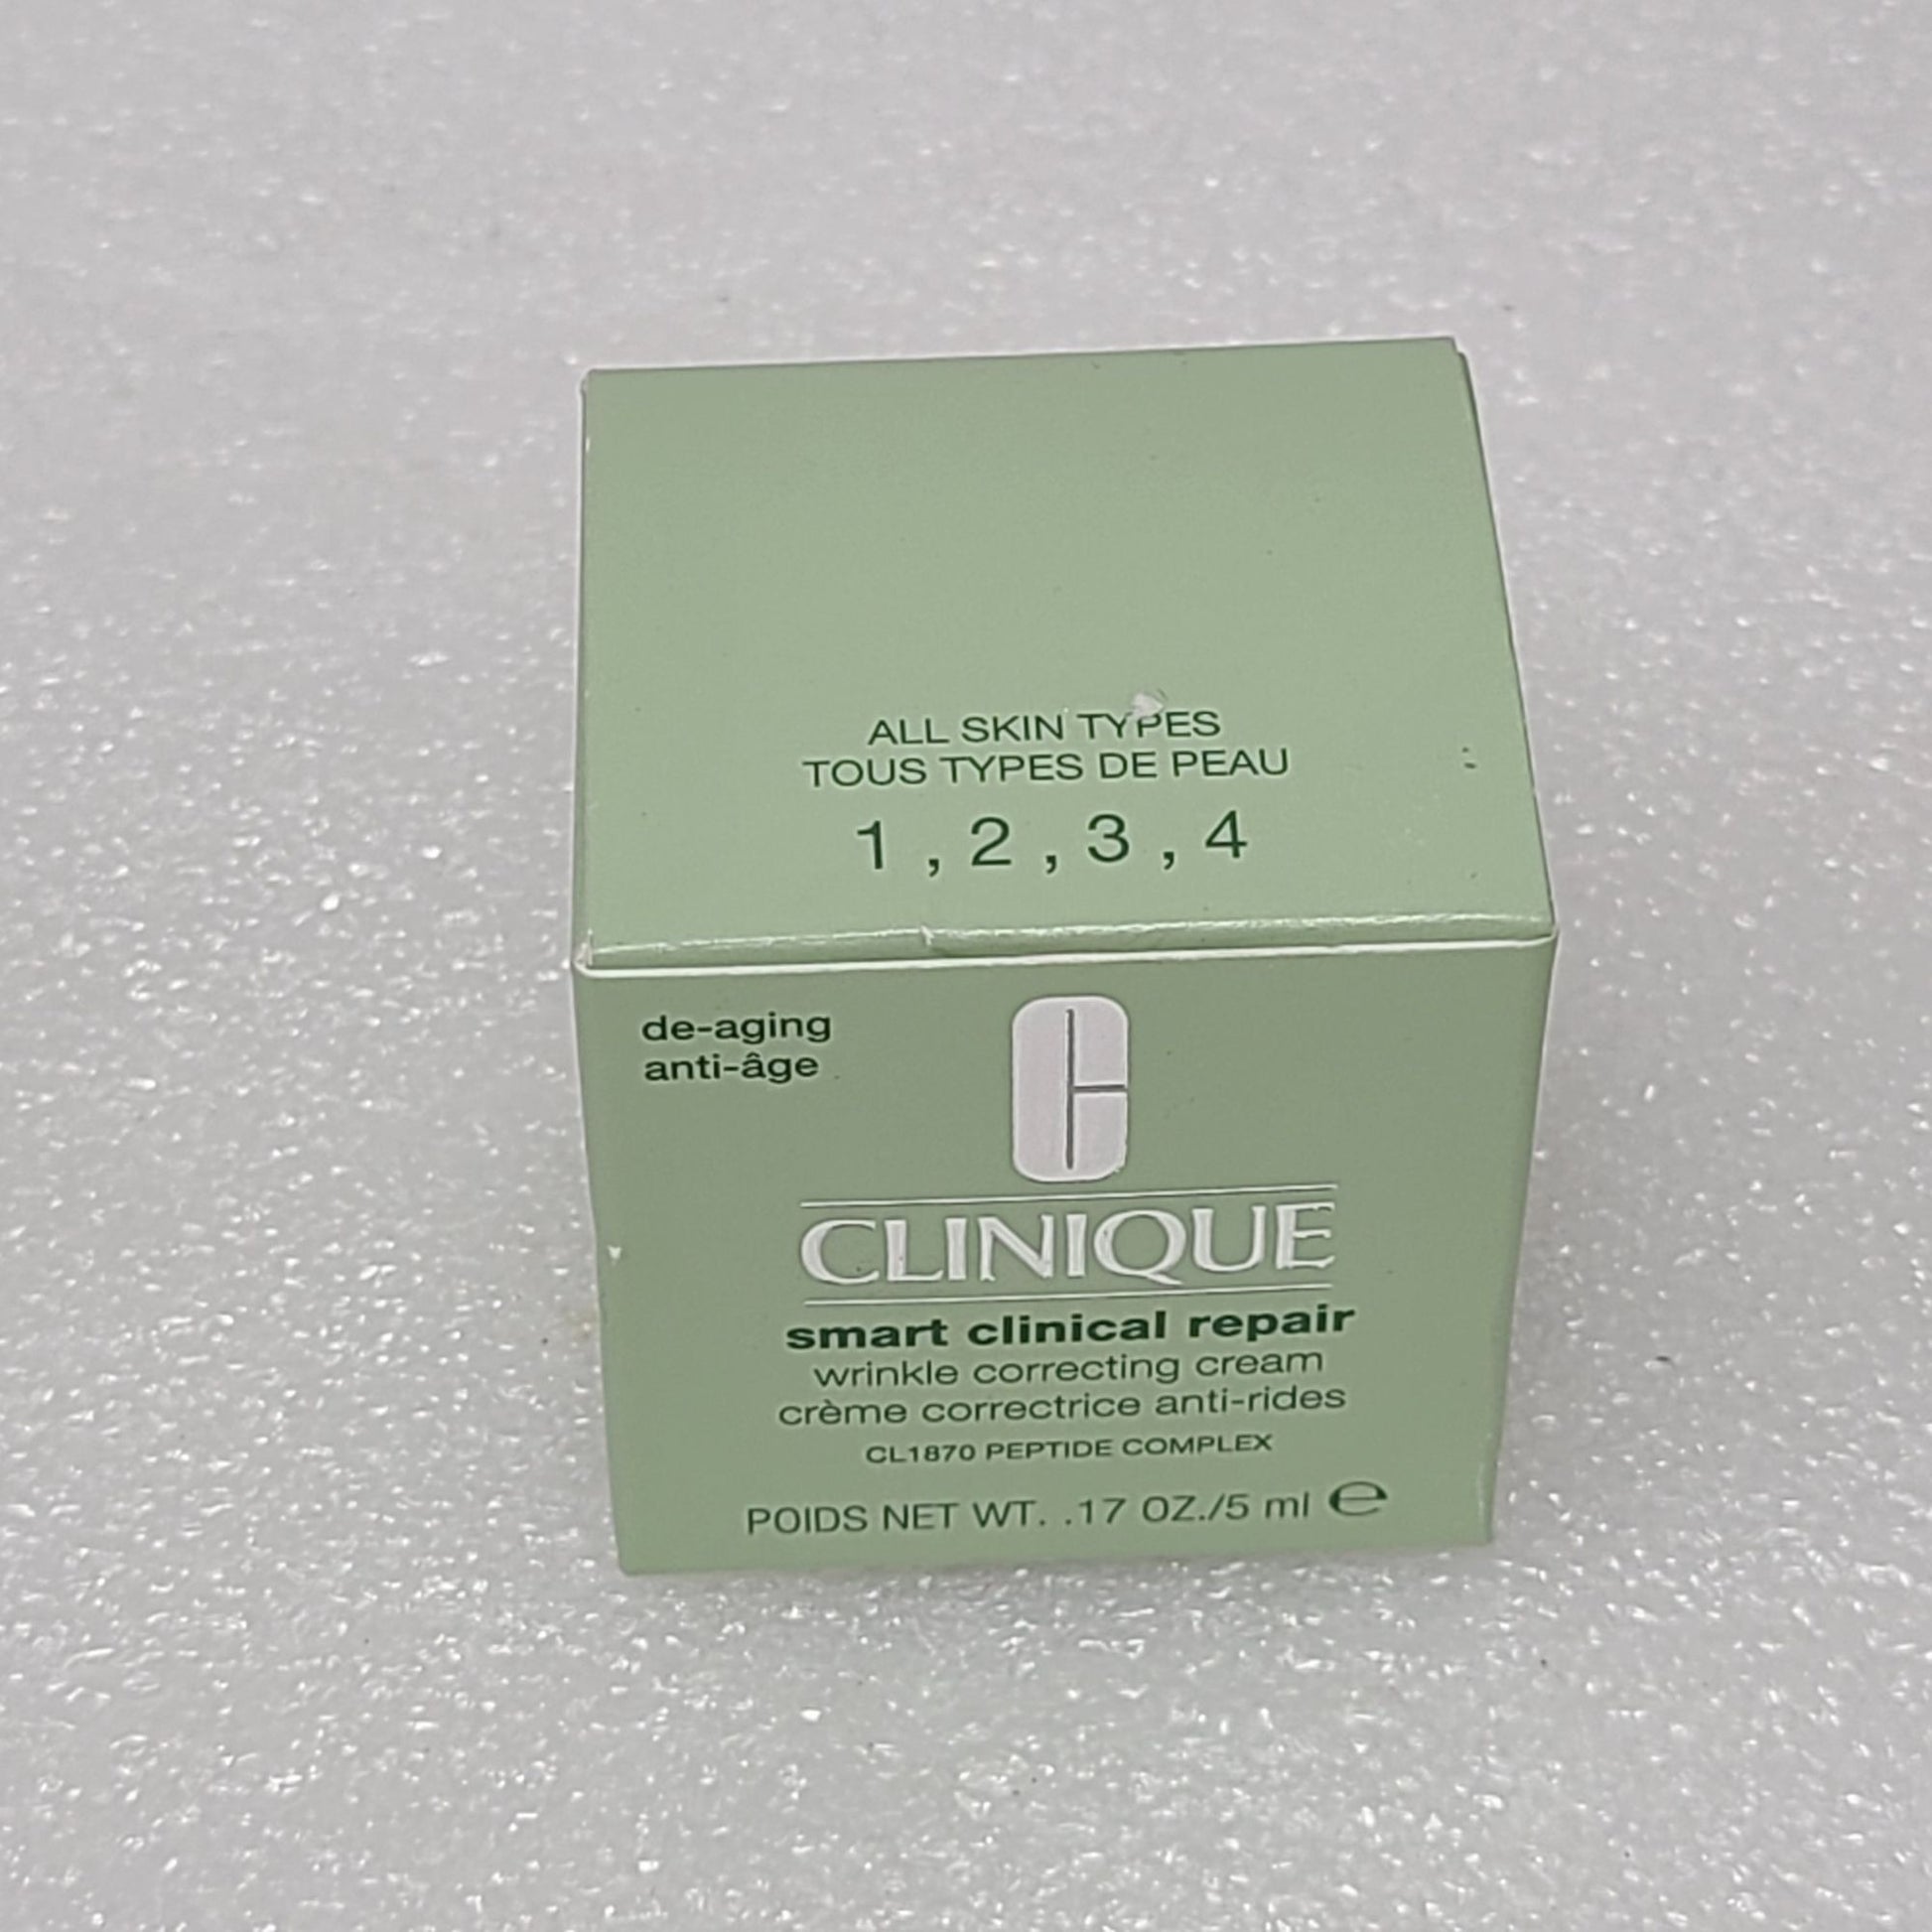 ALL SKIN TYPES
TOUS TYPES DE PEAU
1 , 2 , 3 , 4
de-aging
anti-âge
C
CLINIQUE
smart clinical repair
wrinkle correcting cream
crème correctrice anti-rides
CL1870 PEPTIDE COMPLEX
POIDS NET WT. .17 OZ./5 ml ℮